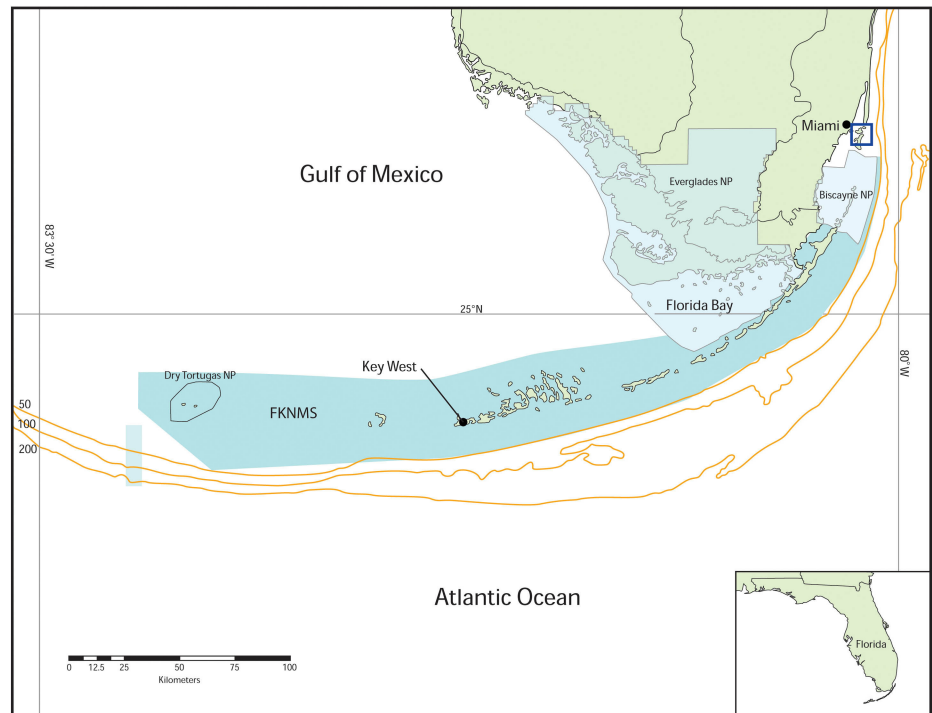 Miami
Gulf of Mexico
Everglades NP
Biscayne NP
83° 30'W
25°N
Florida Bay
80°W
Key West
Dry Tortugas NP
50
FKNMS
100
200
Atlantic Ocean
Florida
0 12.5 25 50 75 100
Kilometers